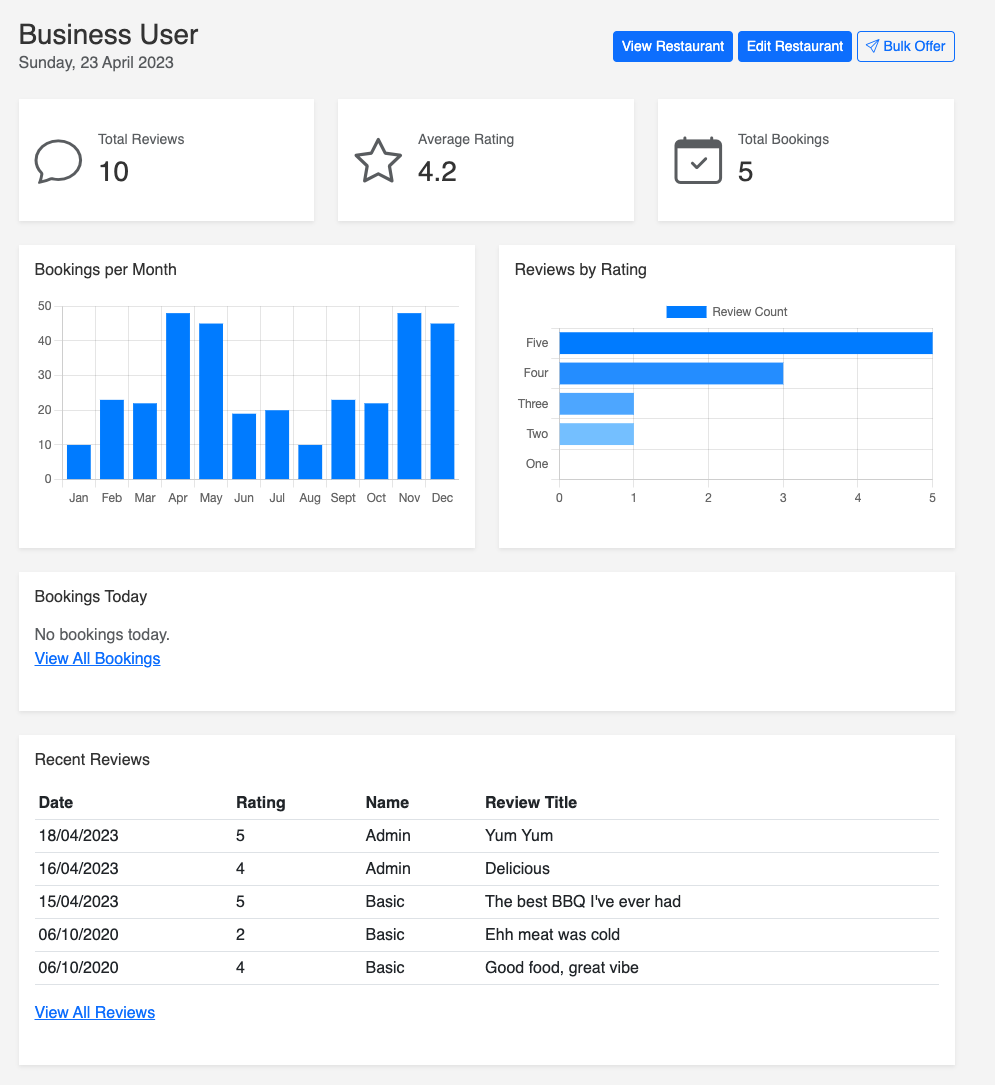 Business User
Sunday, 23 April 2023
View Restaurant
Edit Restaurant
Bulk Offer
Total Reviews
10
Average Rating
4.2
Total Bookings
5
Bookings per Month
50
40
30
20
10
0
Jan Feb Mar Apr May Jun Jul Aug Sept Oct Nov Dec
Reviews by Rating
Review Count
Five
Four
Three
Two
One
0 1 2 3 4 5
Bookings Today
No bookings today.
View All Bookings
Recent Reviews
Date Rating Name Review Title
18/04/2023 5 Admin Yum Yum
16/04/2023 4 Admin Delicious
15/04/2023 5 Basic The best BBQ I've ever had
06/10/2020 2 Basic Ehh meat was cold
06/10/2020 4 Basic Good food, great vibe
View All Reviews